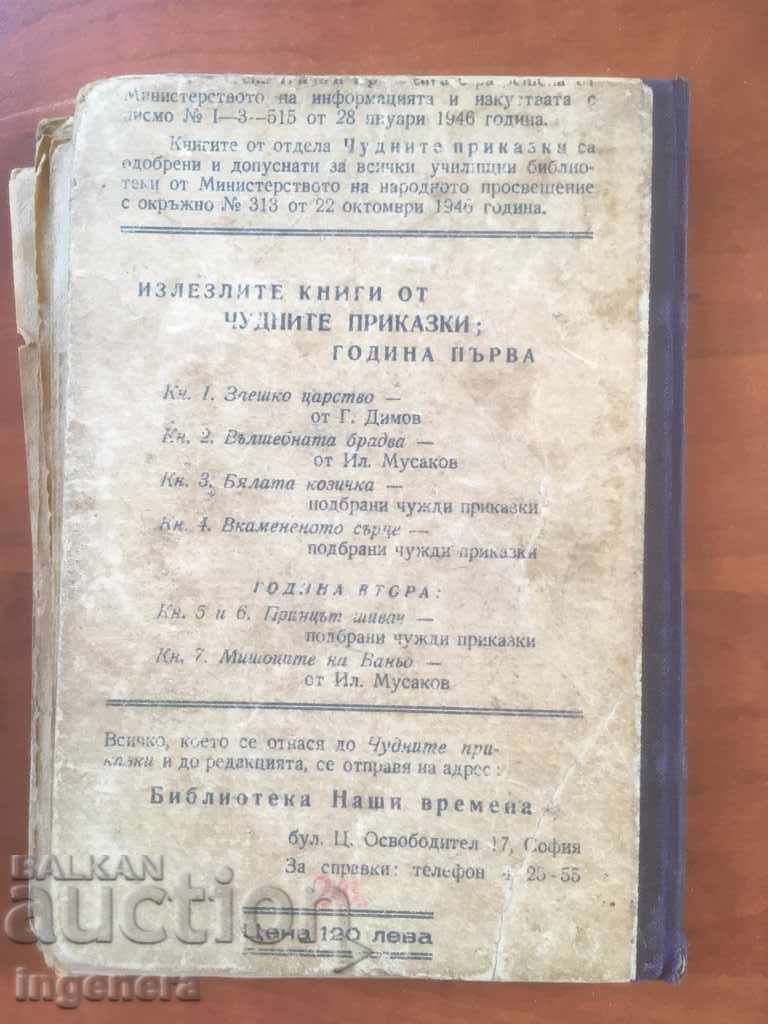 Министерството на информацията и изкуствата с
писмо № I—3—515 от 28 януари 1946 година.
Книгите от отдела Чудните приказки са
одобрени и допуснати за всички училищни библио-
теки от Министерството на народното просвещение
с окръжно № 313 от 22 октомври 1946 година.
ИЗЛЕЗЛИТЕ КНИГИ ОТ
ЧУДНИТЕ ПРИКАЗКИ;
ГОДИНА ПЪРВА
Кн. 1. Заешко царство —
от Г. Димов
Кн. 2. Вълшебната брадва —
от Ил. Мусаков
Кн. 3. Бялата козичка —
подбрани чужди приказки
Кн. 4. Вкамененото сърце —
подбрани чужди приказки
ГОДИНА ВТОРА:
Кн. 5 и 6. Принцът шивач —
подбрани чужди приказки
Кн. 7. Мишоците на Ваньо —
от Ил. Мусаков
Всичко, което се отнася до Чудните при-
казки и до редакцията, се отправя на адрес:
Библиотека Наши времена
бул. Ц. Освободител 17, София
За справки: телефон 4 25-55
Цена 120 лева
BALKAN
auction
ingenera